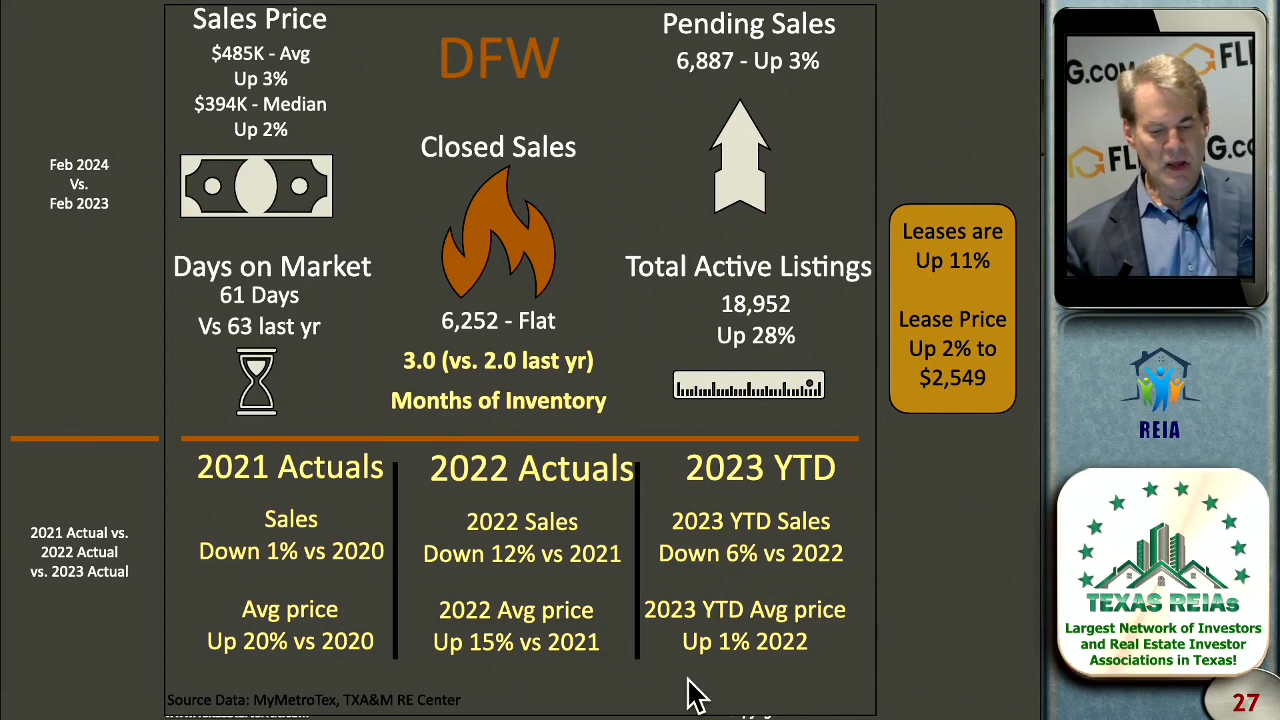 Sales Price
$485K - Avg
Up 3%
$394K - Median
Up 2%
DFW
Pending Sales
6,887 - Up 3%
Feb 2024
Vs.
Feb 2023
Closed Sales
6,252 - Flat
3.0 (vs. 2.0 last yr)
Months of Inventory
Days on Market
61 Days
Vs 63 last yr
Total Active Listings
18,952
Up 28%
Leases are
Up 11%
Lease Price
Up 2% to
$2,549
2021 Actual vs.
2022 Actual
vs. 2023 Actual
2021 Actuals
Sales
Down 1% vs 2020
Avg price
Up 20% vs 2020
2022 Actuals
2022 Sales
Down 12% vs 2021
2022 Avg price
Up 15% vs 2021
2023 YTD
2023 YTD Sales
Down 6% vs 2022
2023 YTD Avg price
Up 1% 2022
Source Data: MyMetroTex, TXA&M RE Center
REIA
TEXAS REIAs
Largest Network of Investors
and Real Estate Investor
Associations in Texas!
27